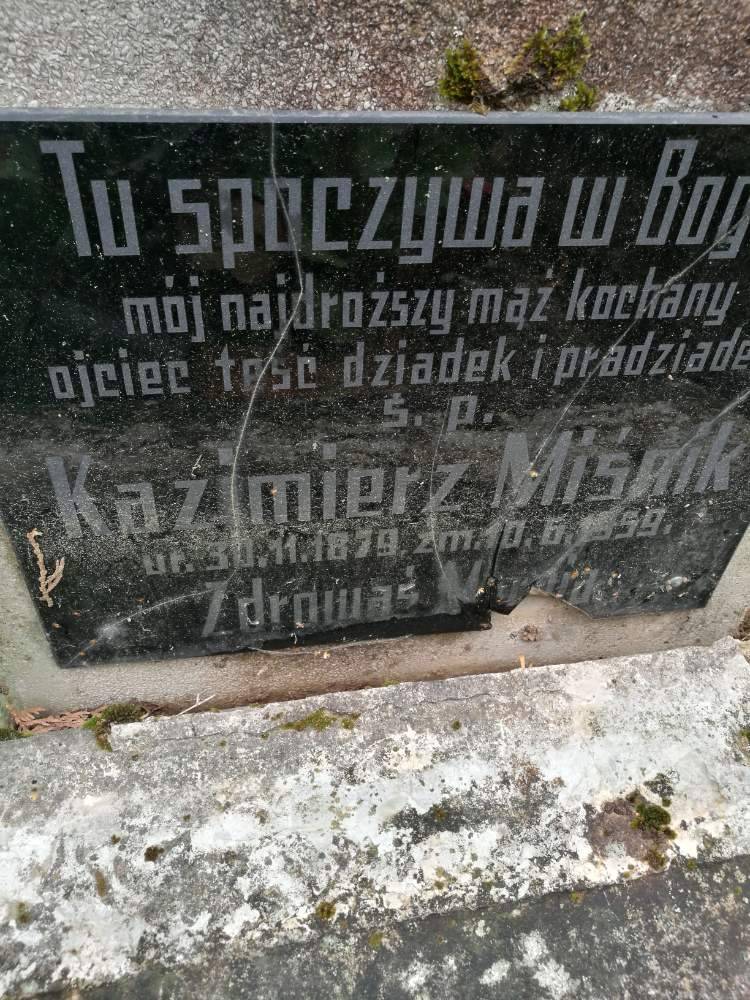 Tu spoczywa w Bog
mój najdroższy mąż kochany
ojciec teść dziadek i pradziade
ś. p.
Kazimierz Miśnik
ur. 30.11.1879. zm. 10. 6. 1959.
Zdrowaś